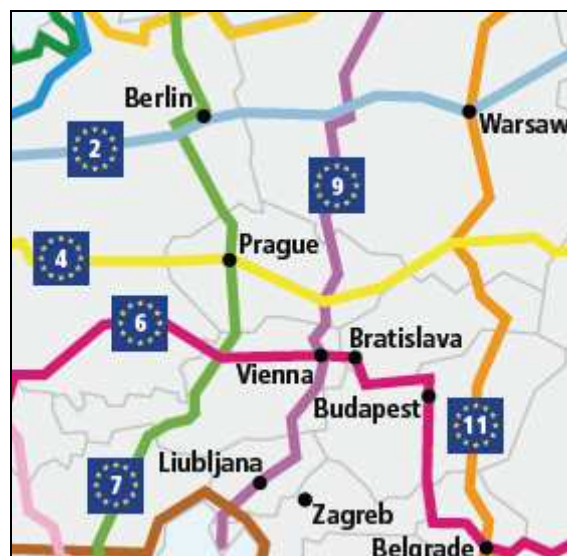 Berlin
Warsaw
2
9
Prague
4
6
Bratislava
Vienna
Budapest
11
Liubljana
7
Zagreb
Belgrade